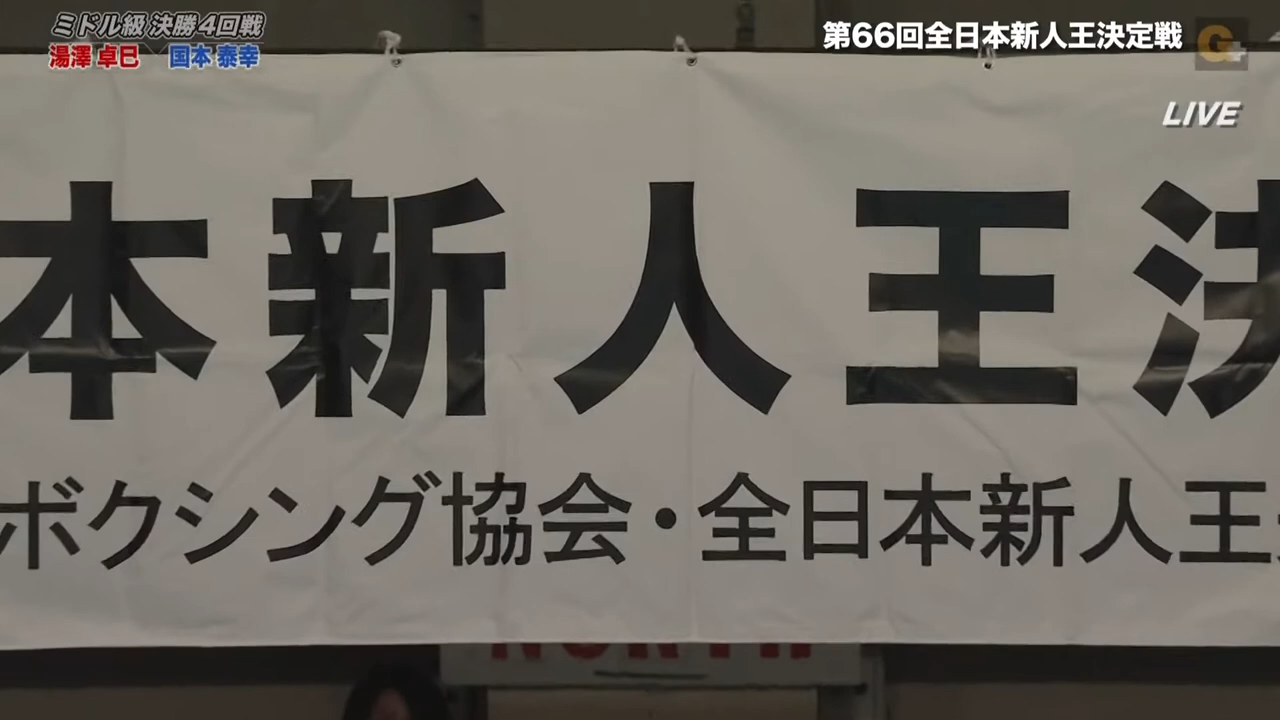 ミドル級 決勝4回戦
湯澤 卓巳 国本 泰幸
第66回全日本新人王決定戦
G+
LIVE
本新人王決
ボクシング協会・全日本新人王
NORTH